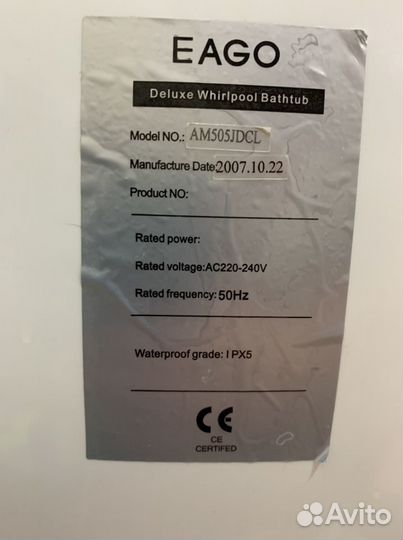 EAGO
Deluxe Whirlpool Bathtub
Model NO.: AM505JDCL
Manufacture Date: 2007.10.22
Product NO:
Rated power:
Rated voltage:AC220-240V
Rated frequency: 50Hz
Waterproof grade: I PX5
CE
CE
CERTIFED
Avito